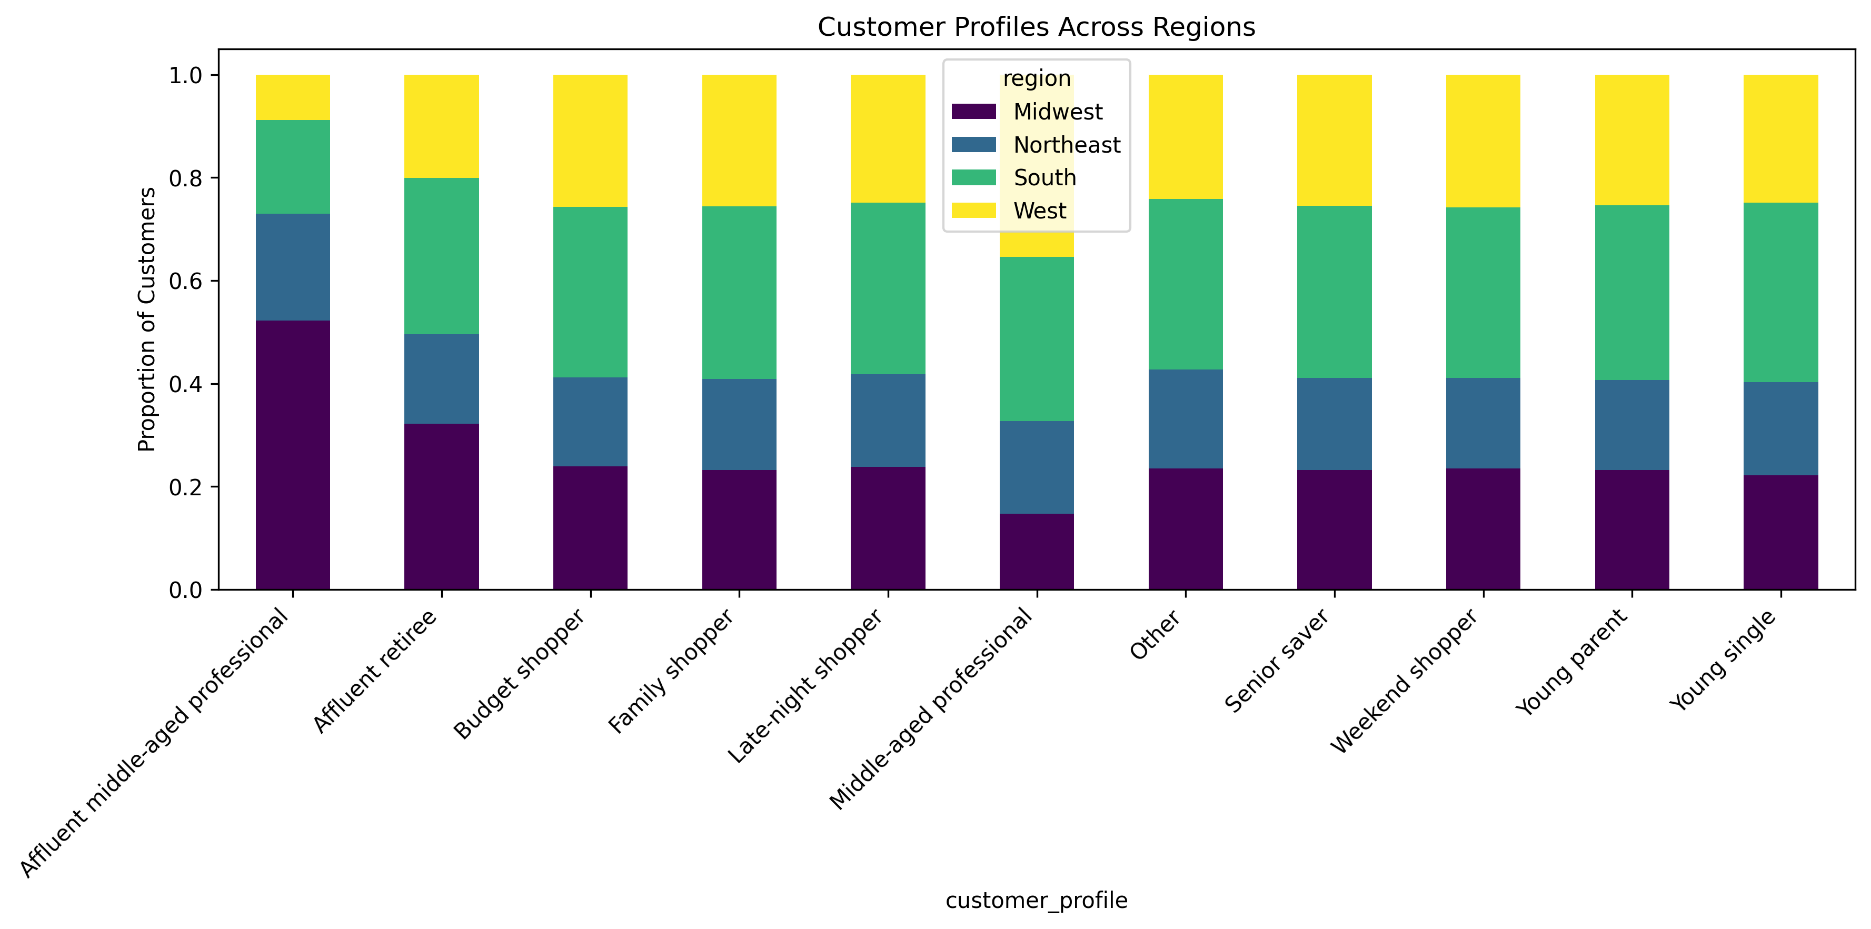 Customer Profiles Across Regions
Proportion of Customers
1.0
0.8
0.6
0.4
0.2
0.0
region
Midwest
Northeast
South
West
Affluent middle-aged professional
Affluent retiree
Budget shopper
Family shopper
Late-night shopper
Middle-aged professional
Other
Senior saver
Weekend shopper
Young parent
Young single
customer_profile